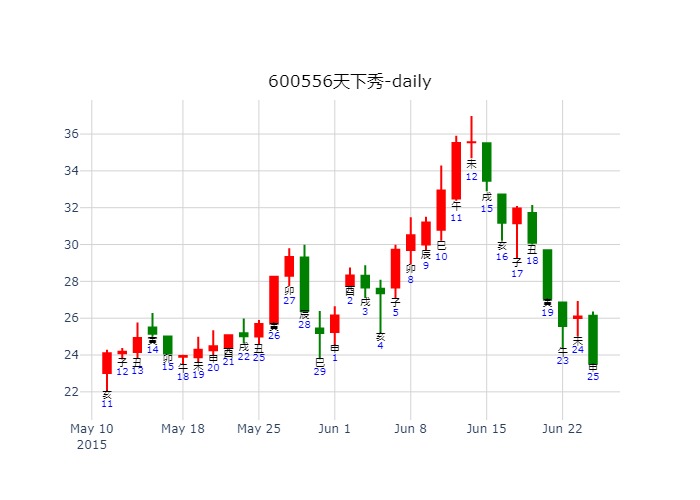 600556天下秀-daily
36
34
32
30
28
26
24
22
亥
11
子
12
丑
13
寅
14
卯
15
午
18
未
19
申
20
酉
21
戌
22
丑
25
寅
26
卯
27
辰
28
巳
29
申
1
酉
2
戌
3
亥
4
子
5
卯
8
辰
9
巳
10
午
11
未
12
戌
15
亥
16
子
17
丑
18
寅
19
午
23
未
24
申
25
May 10
2015
May 18
May 25
Jun 1
Jun 8
Jun 15
Jun 22